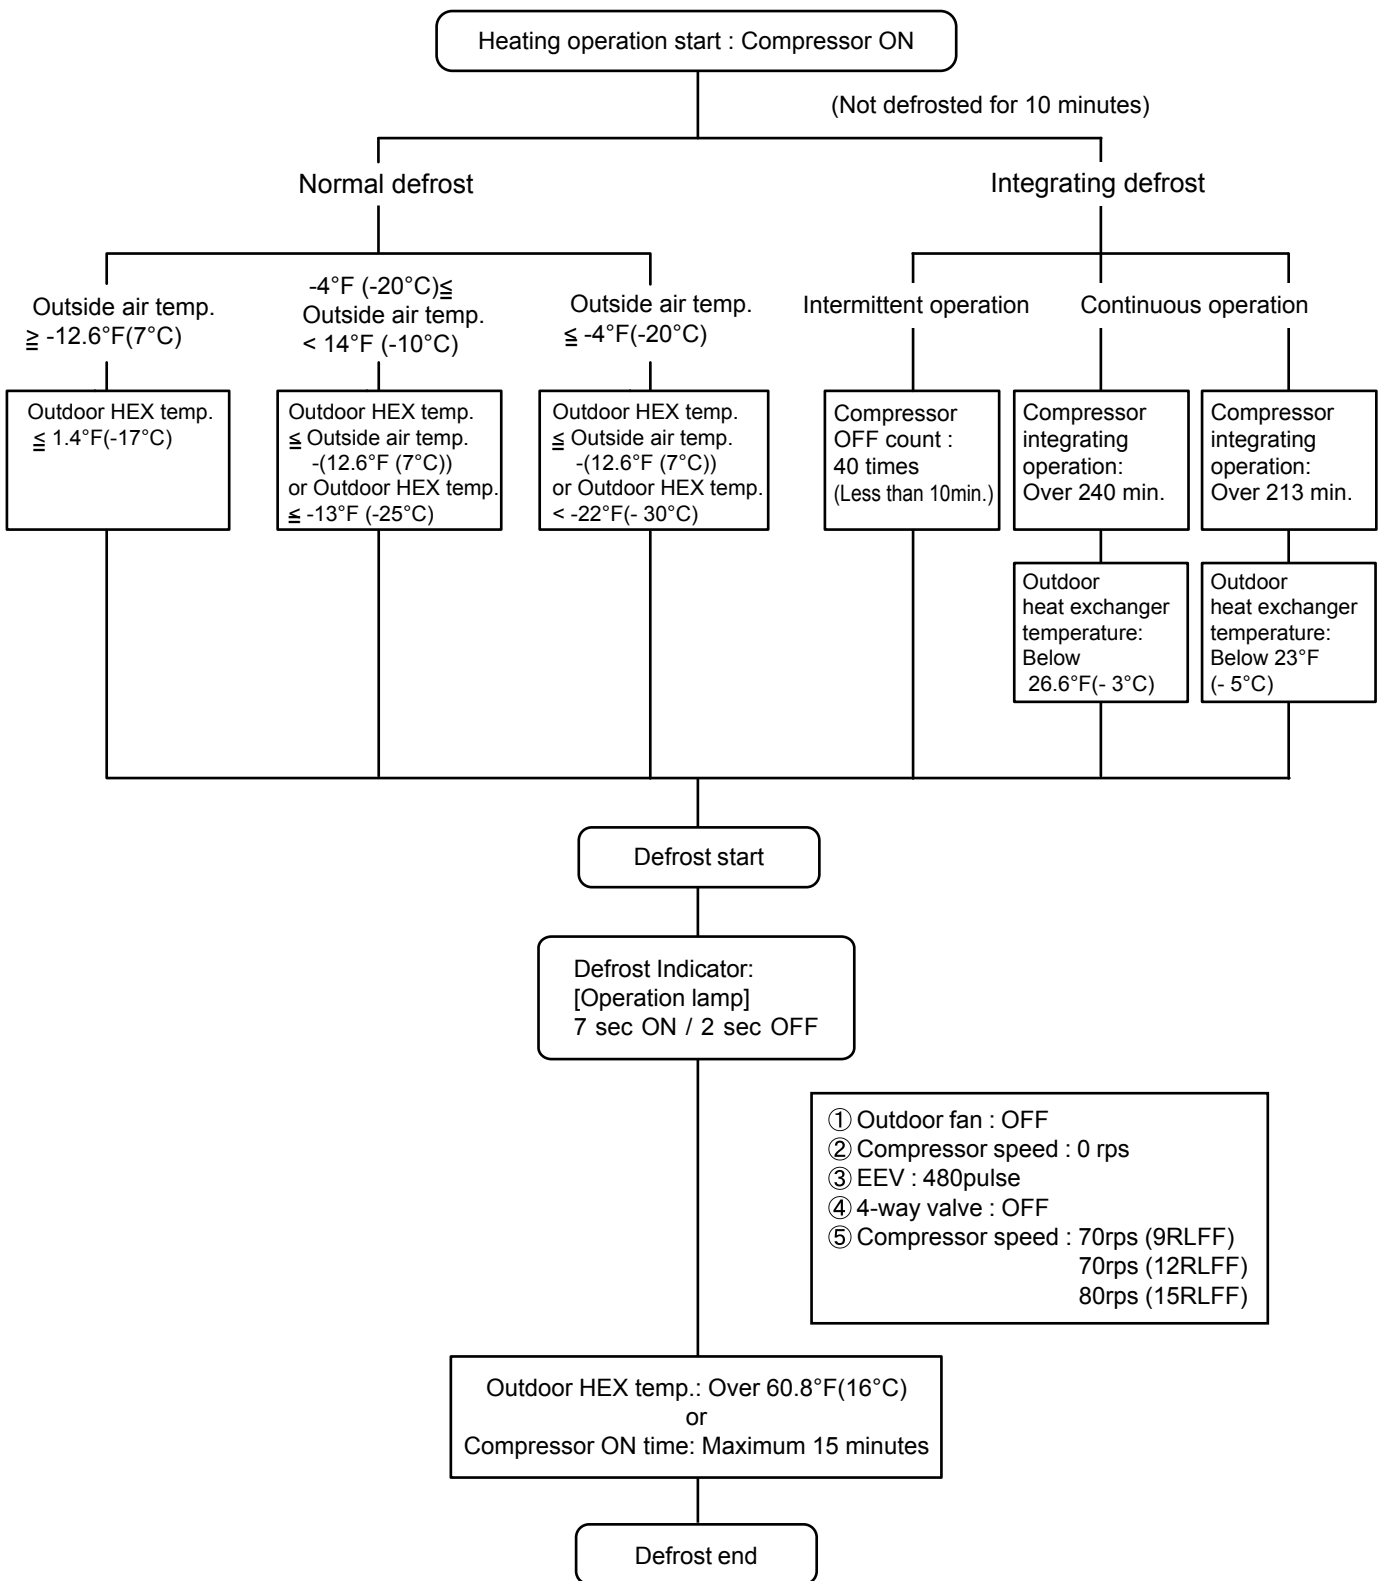 Heating operation start : Compressor ON
(Not defrosted for 10 minutes)
Normal defrost
Integrating defrost
Outside air temp.
≧ -12.6°F(7°C)
-4°F (-20°C)≦
Outside air temp.
< 14°F (-10°C)
Outside air temp.
≦ -4°F(-20°C)
Intermittent operation
Continuous operation
Outdoor HEX temp.
≦ 1.4°F(-17°C)
Outdoor HEX temp.
≦ Outside air temp.
-(12.6°F (7°C))
or Outdoor HEX temp.
≦ -13°F (-25°C)
Outdoor HEX temp.
≦ Outside air temp.
-(12.6°F (7°C))
or Outdoor HEX temp.
< -22°F(- 30°C)
Compressor
OFF count :
40 times
(Less than 10min.)
Compressor
integrating
operation:
Over 240 min.
Compressor
integrating
operation:
Over 213 min.
Outdoor
heat exchanger
temperature:
Below
26.6°F(- 3°C)
Outdoor
heat exchanger
temperature:
Below 23°F
(- 5°C)
Defrost start
Defrost Indicator:
[Operation lamp]
7 sec ON / 2 sec OFF
① Outdoor fan : OFF
② Compressor speed : 0 rps
③ EEV : 480pulse
④ 4-way valve : OFF
⑤ Compressor speed : 70rps (9RLFF)
70rps (12RLFF)
80rps (15RLFF)
Outdoor HEX temp.: Over 60.8°F(16°C)
or
Compressor ON time: Maximum 15 minutes
Defrost end